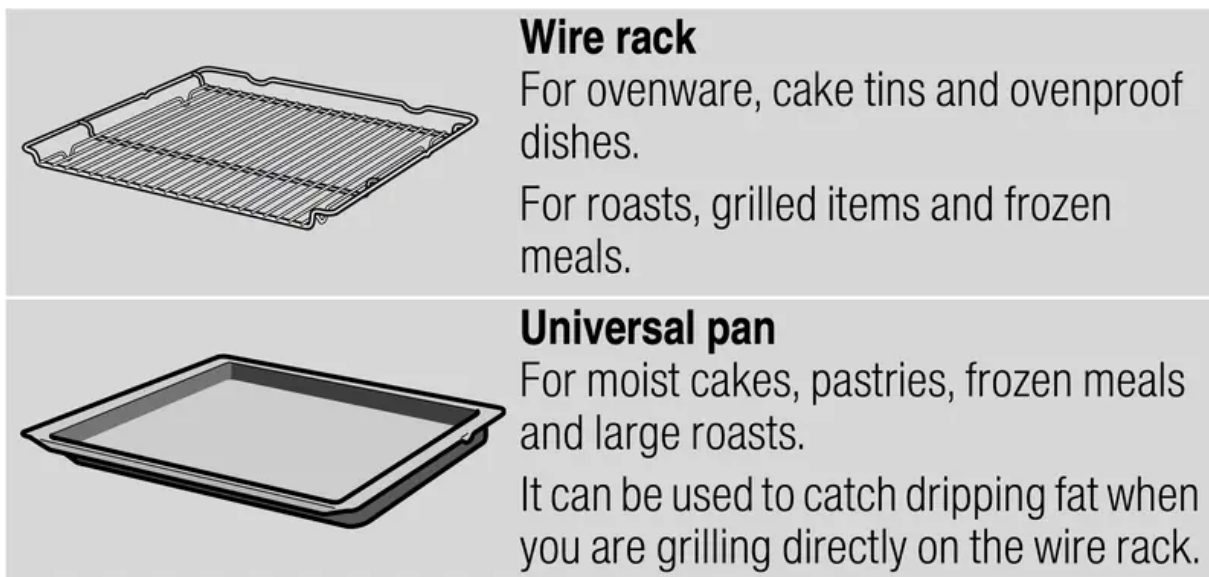 Wire rack
For ovenware, cake tins and ovenproof
dishes.
For roasts, grilled items and frozen
meals.
Universal pan
For moist cakes, pastries, frozen meals
and large roasts.
It can be used to catch dripping fat when
you are grilling directly on the wire rack.